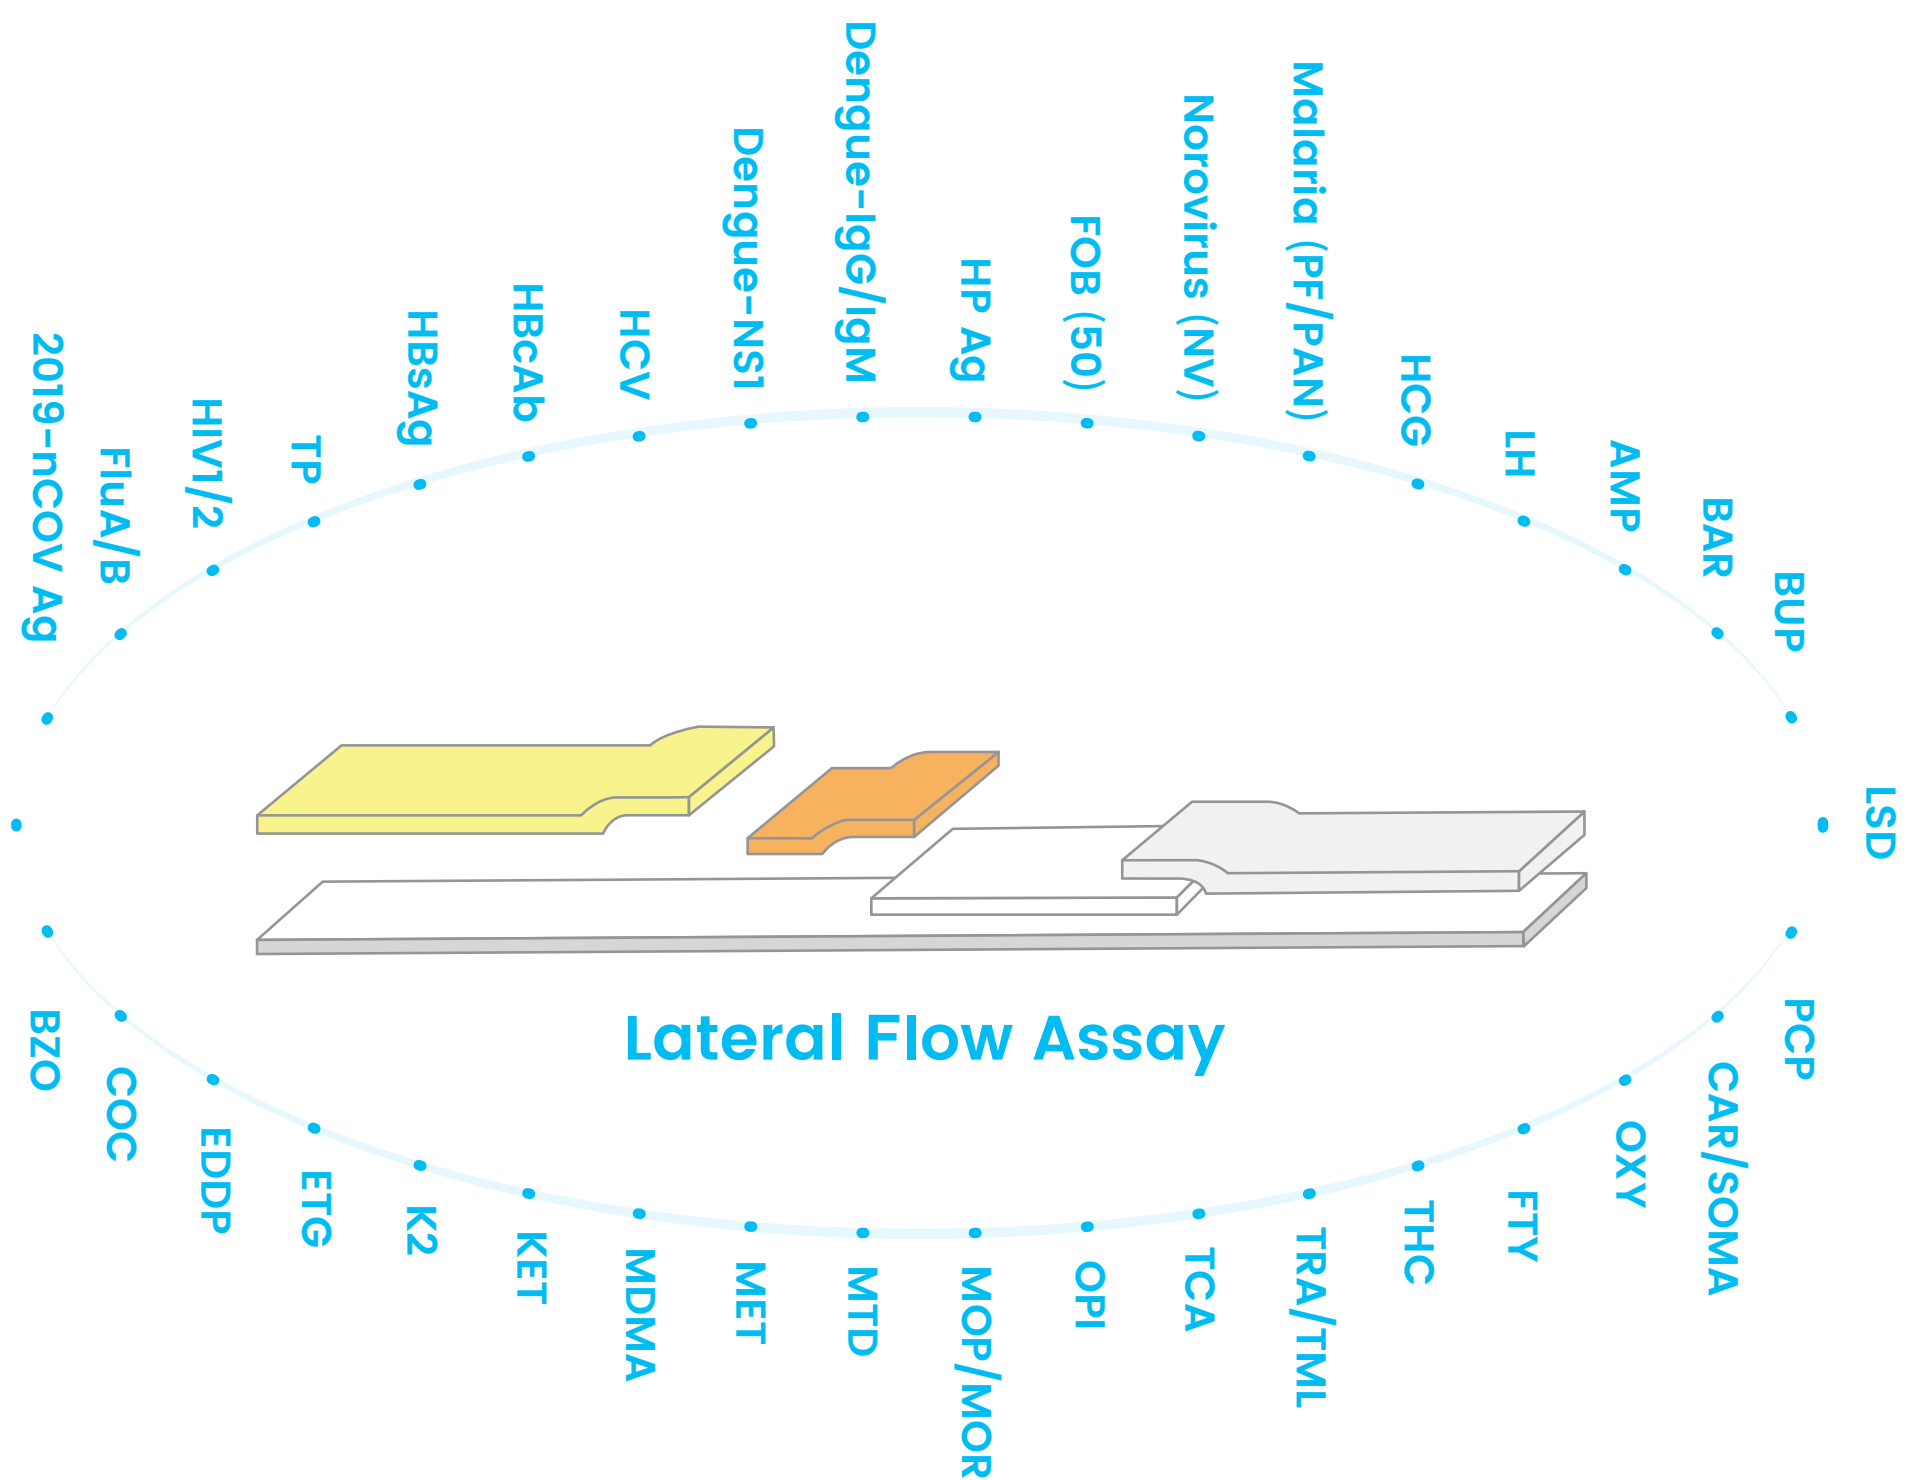 2019-nCOV Ag
FluA/B
HIV1/2
TP
HBsAg
HBcAb
HCV
Dengue-NS1
Dengue-IgG/IgM
HP Ag
FOB (50)
Norovirus (NV)
Malaria (PF/PAN)
HCG
LH
AMP
BAR
BUP
LSD
Lateral Flow Assay
BZO
COC
EDDP
ETG
K2
KET
MDMA
MET
MTD
MOP/MOR
OPI
TCA
TRA/TML
THC
FTY
OXY
CAR/SOMA
PCP